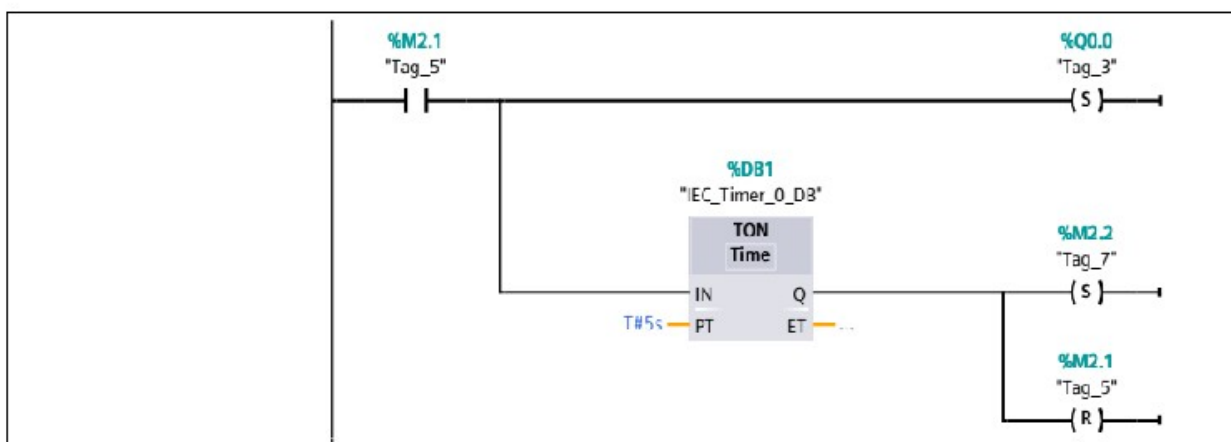 %M2.1
"Tag_5"
%Q0.0
"Tag_3"
S
%DB1
"IEC_Timer_0_DB"
TON
Time
%M2.2
"Tag_7"
IN Q
S
T#5s PT ET ...
%M2.1
"Tag_5"
R